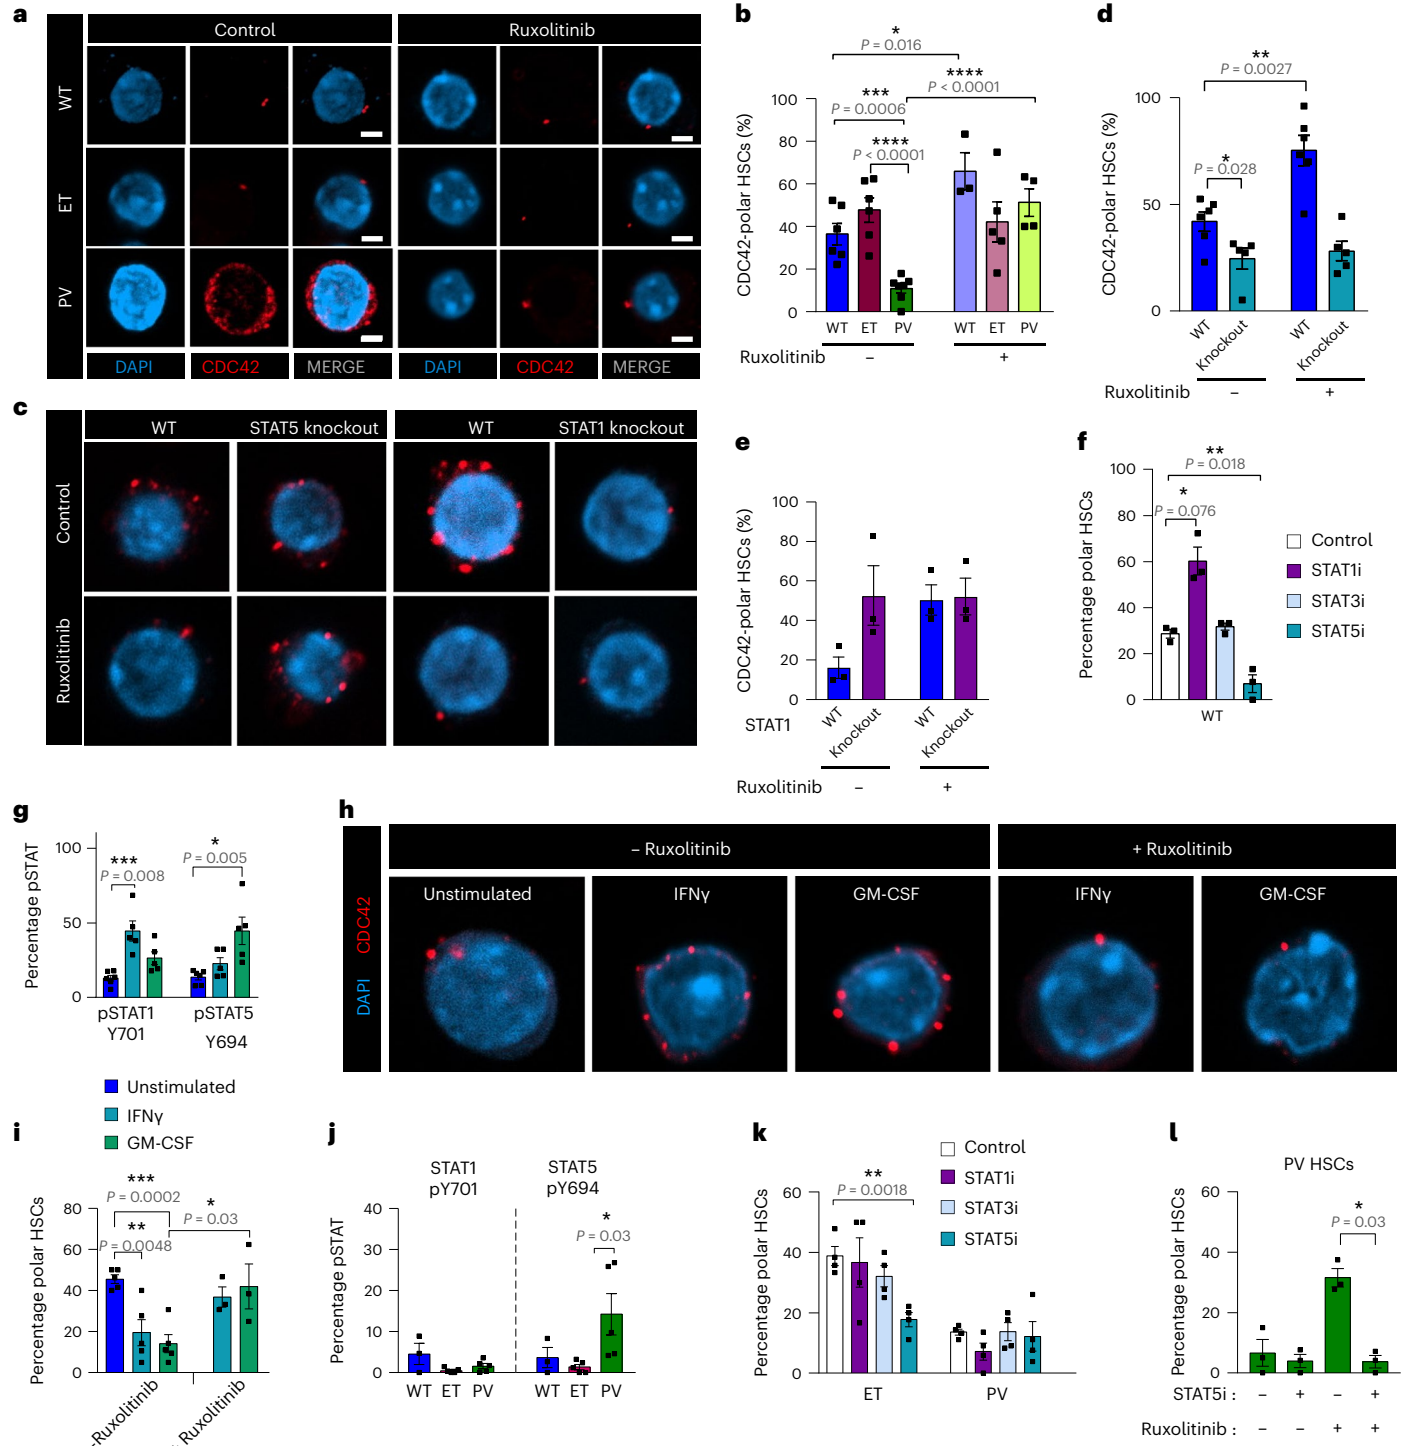 a
Control
Ruxolitinib
WT
ET
PV
DAPI
CDC42
MERGE
DAPI
CDC42
MERGE
b
CDC42-polar HSCs (%)
100
80
60
40
20
0
*
P = 0.016
****
P < 0.0001
***
P = 0.0006
****
P < 0.0001
WT ET PV WT ET PV
Ruxolitinib – +
d
CDC42-polar HSCs (%)
100
50
0
**
P = 0.0027
*
P = 0.028
WT
Knockout
WT
Knockout
Ruxolitinib – +
c
WT
STAT5 knockout
WT
STAT1 knockout
Control
Ruxolitinib
e
CDC42-polar HSCs (%)
100
80
60
40
20
0
STAT1
WT
Knockout
WT
Knockout
Ruxolitinib – +
f
Percentage polar HSCs
100
80
60
40
20
0
**
P = 0.018
*
P = 0.076
WT
Control
STAT1i
STAT3i
STAT5i
g
Percentage pSTAT
100
50
0
***
P = 0.008
*
P = 0.005
pSTAT1
Y701
pSTAT5
Y694
Unstimulated
IFNγ
GM-CSF
h
– Ruxolitinib
+ Ruxolitinib
DAPI CDC42
Unstimulated
IFNγ
GM-CSF
IFNγ
GM-CSF
i
Percentage polar HSCs
80
60
40
20
0
***
P = 0.0002
**
P = 0.0048
*
P = 0.03
-Ruxolitinib
Ruxolitinib
j
STAT1
pY701
STAT5
pY694
Percentage pSTAT
40
30
20
10
0
*
P = 0.03
WT ET PV WT ET PV
k
Control
STAT1i
STAT3i
STAT5i
Percentage polar HSCs
60
40
20
0
**
P = 0.0018
ET PV
l
PV HSCs
Percentage polar HSCs
60
40
20
0
*
P = 0.03
STAT5i : – + – +
Ruxolitinib : – – + +